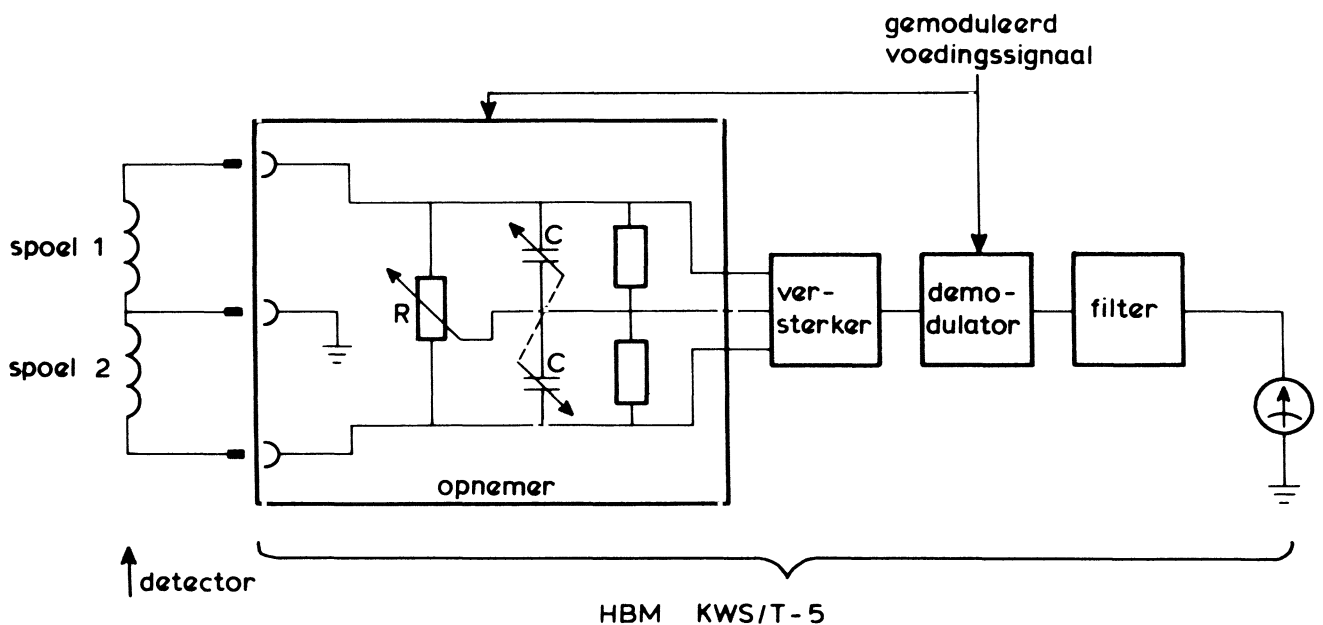 gemoduleerd
voedingssignaal
spoel 1
spoel 2
R
C
C
ver-
sterker
demo-
dulator
filter
opnemer
detector
HBM KWS/T-5